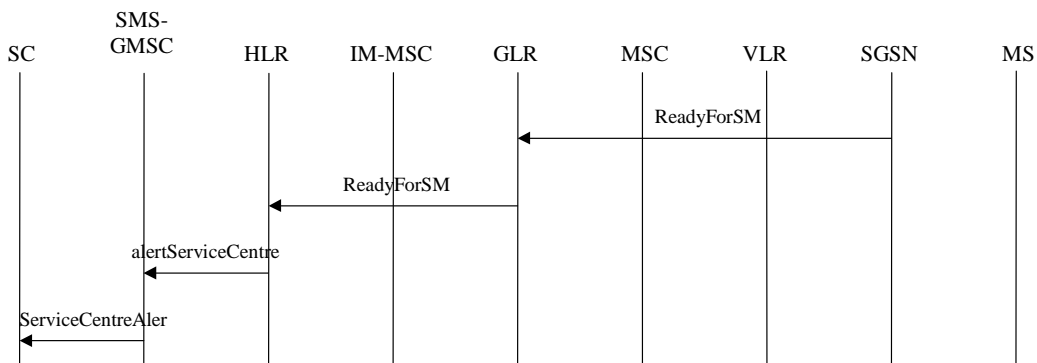 SMS-
GMSC
SC HLR IM-MSC GLR MSC VLR SGSN MS
ReadyForSM
ReadyForSM
alertServiceCentre
ServiceCentreAler